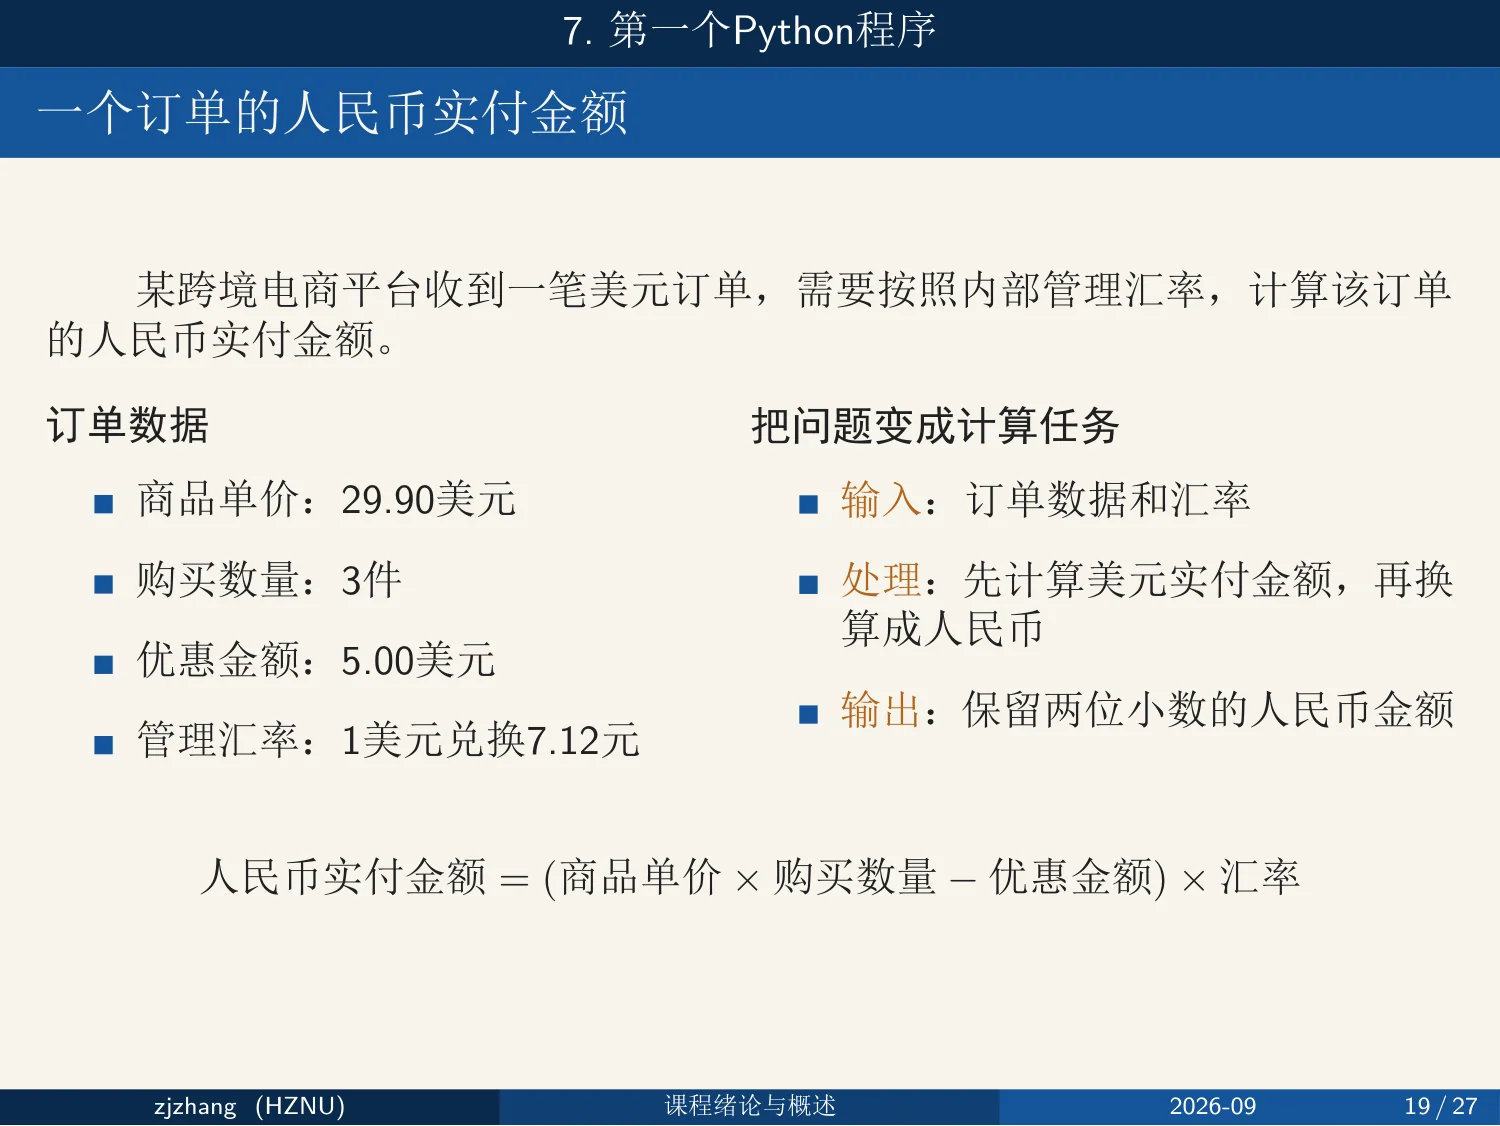 7. 第一个Python程序
一个订单的人民币实付金额
某跨境电商平台收到一笔美元订单，需要按照内部管理汇率，计算该订单
的人民币实付金额。
订单数据
商品单价：29.90美元
购买数量：3件
优惠金额：5.00美元
管理汇率：1美元兑换7.12元
把问题变成计算任务
输入：订单数据和汇率
处理：先计算美元实付金额，再换
算成人民币
输出：保留两位小数的人民币金额
人民币实付金额 = (商品单价 × 购买数量 − 优惠金额) × 汇率
zjzhang (HZNU)
课程绪论与概述
2026-09
19 / 27